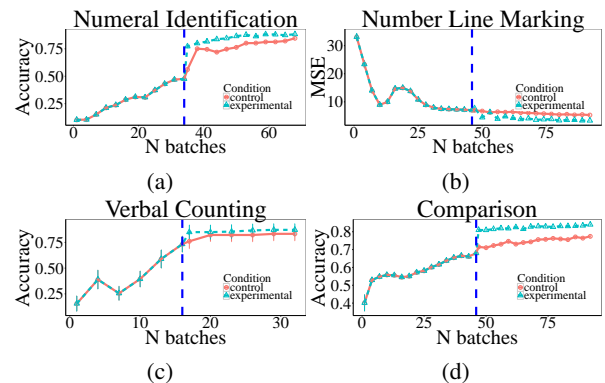 Numeral Identification
Accuracy
0.75
0.50
0.25
Condition
control
experimental
0 20 40 60
N batches
(a)
Number Line Marking
MSE
30
20
10
Condition
control
experimental
0 25 50 75
N batches
(b)
Verbal Counting
Accuracy
0.75
0.50
0.25
Condition
control
experimental
0 10 20 30
N batches
(c)
Comparison
Accuracy
0.8
0.7
0.6
0.5
0.4
Condition
control
experimental
0 25 50 75
N batches
(d)